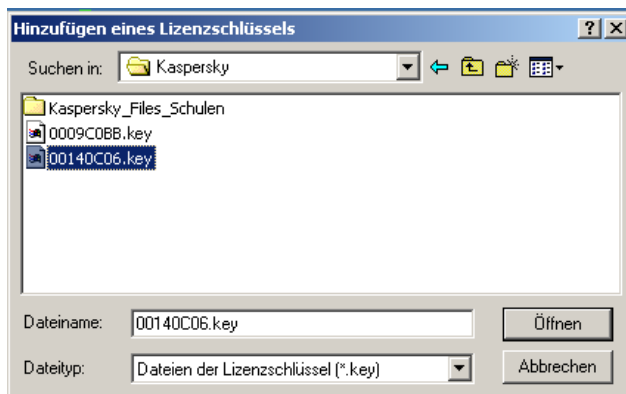 Hinzufügen eines Lizenzschlüssels
Suchen in: Kaspersky
Kaspersky_Files_Schulen
0009C0BB.key
00140C06.key
Dateiname: 00140C06.key Öffnen
Dateityp: Dateien der Lizenzschlüssel (*.key) Abbrechen